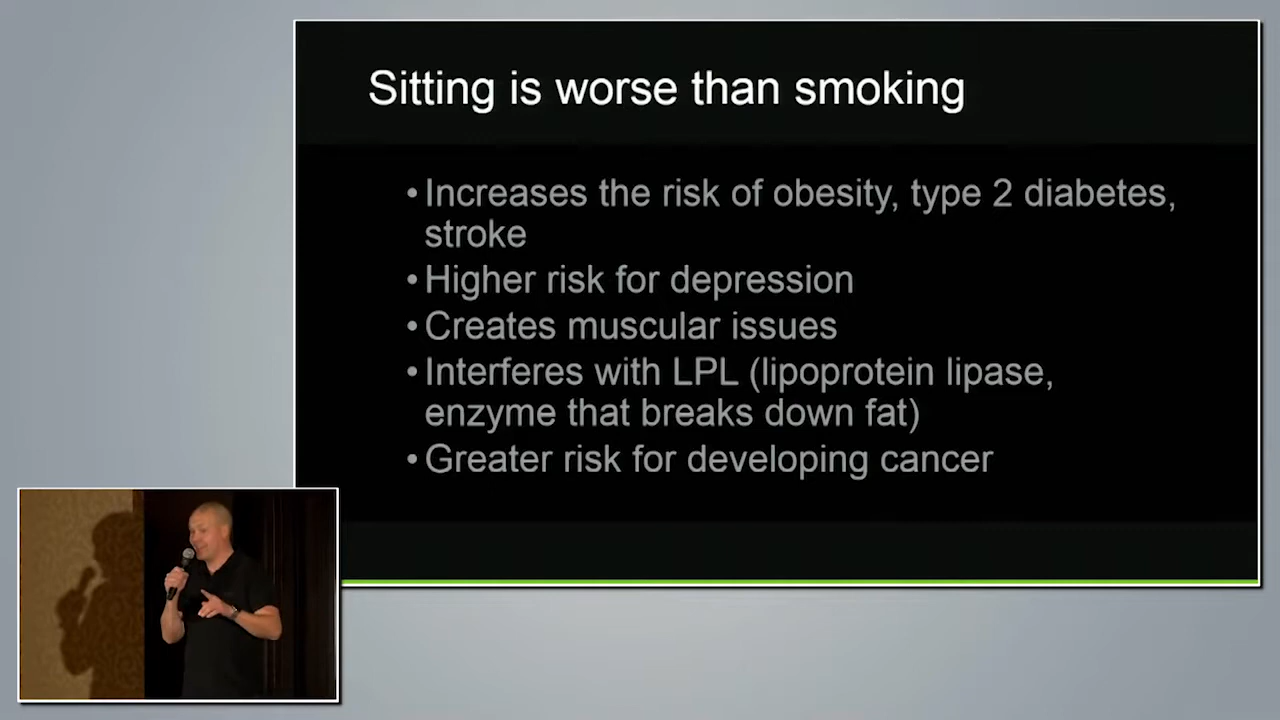 Sitting is worse than smoking
•Increases the risk of obesity, type 2 diabetes,
stroke
•Higher risk for depression
•Creates muscular issues
•Interferes with LPL (lipoprotein lipase,
enzyme that breaks down fat)
•Greater risk for developing cancer